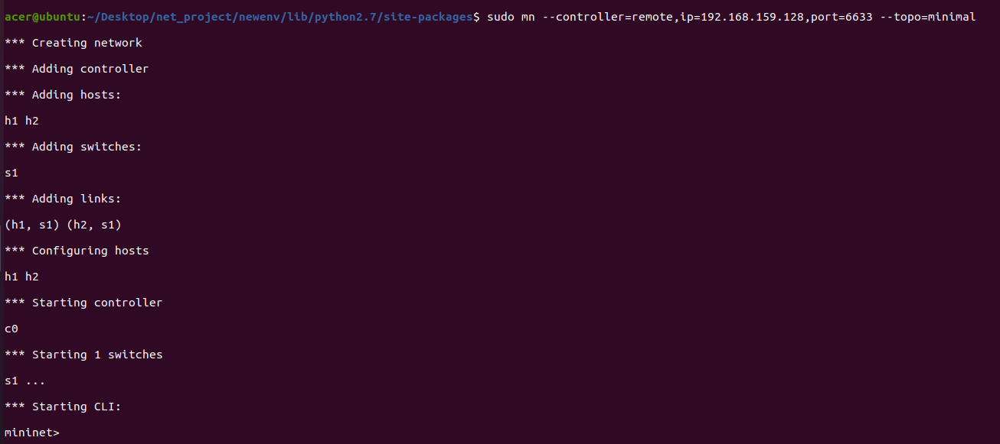 acer@ubuntu:~/Desktop/net_project/newenv/lib/python2.7/site-packages$ sudo mn --controller=remote,ip=192.168.159.128,port=6633 --topo=minimal
*** Creating network
*** Adding controller
*** Adding hosts:
h1 h2
*** Adding switches:
s1
*** Adding links:
(h1, s1) (h2, s1)
*** Configuring hosts
h1 h2
*** Starting controller
c0
*** Starting 1 switches
s1 ...
*** Starting CLI:
mininet>